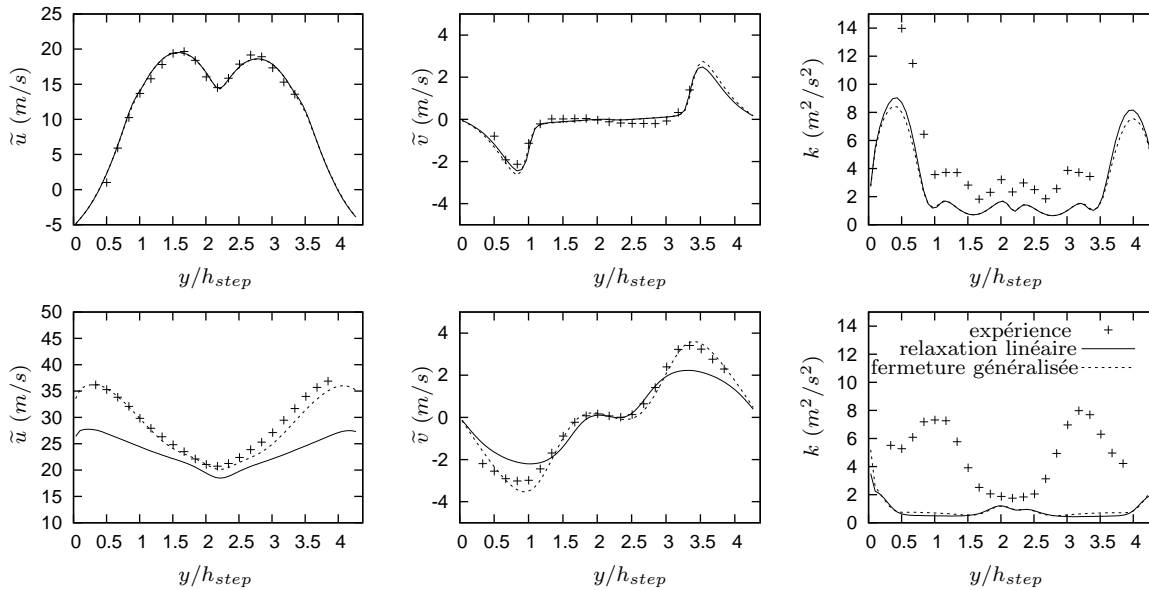 25
20
15
10
5
0
-5
0 0.5 1 1.5 2 2.5 3 3.5 4
ũ (m/s)
y/h_step
4
2
0
-2
-4
0 0.5 1 1.5 2 2.5 3 3.5 4
ṽ (m/s)
y/h_step
14
12
10
8
6
4
2
0
0 0.5 1 1.5 2 2.5 3 3.5 4
k (m²/s²)
y/h_step
50
45
40
35
30
25
20
15
10
0 0.5 1 1.5 2 2.5 3 3.5 4
ũ (m/s)
y/h_step
4
2
0
-2
-4
0 0.5 1 1.5 2 2.5 3 3.5 4
ṽ (m/s)
y/h_step
14
12
10
8
6
4
2
0
0 0.5 1 1.5 2 2.5 3 3.5 4
k (m²/s²)
y/h_step
expérience
relaxation linéaire
fermeture généralisée